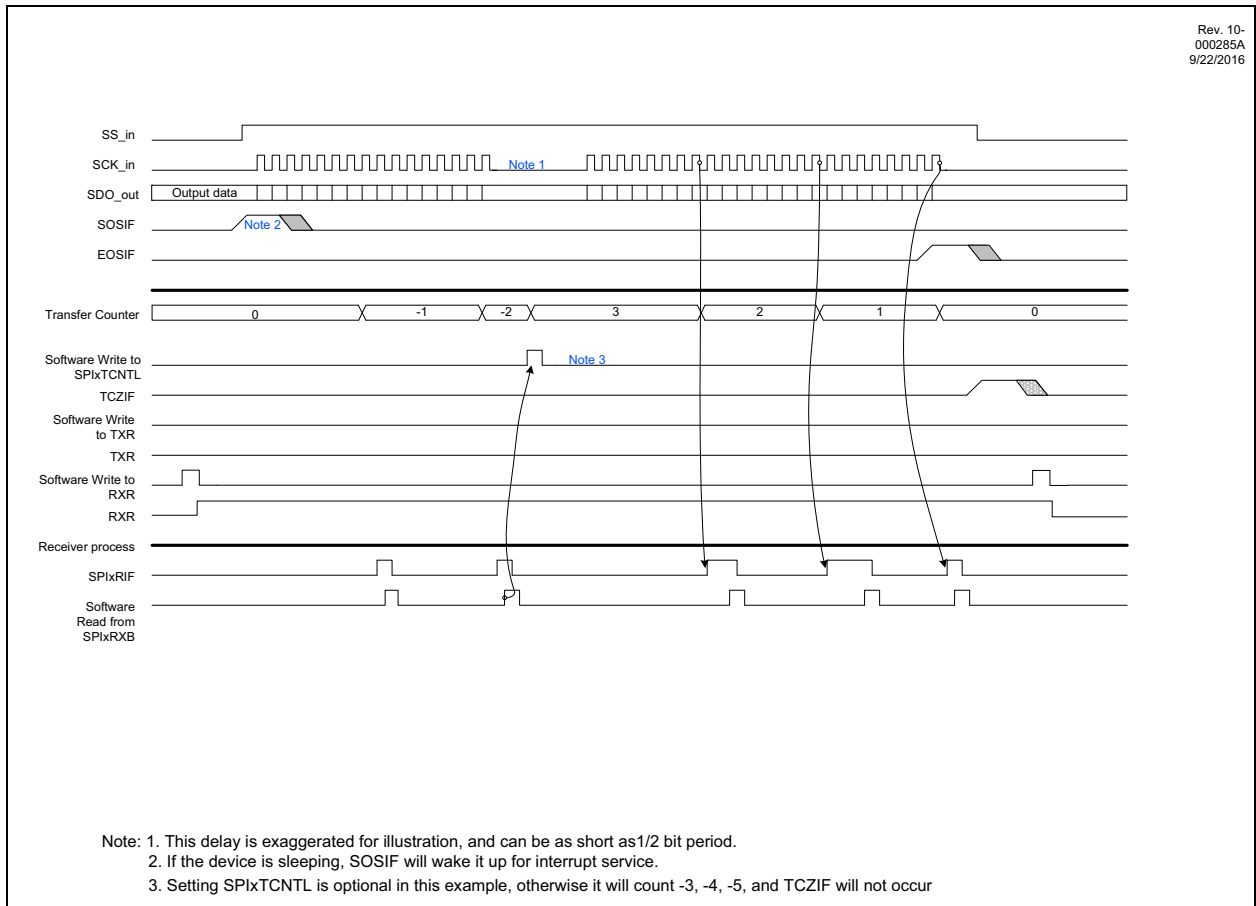 Rev. 10-
000285A
9/22/2016
SS_in
SCK_in
Note 1
SDO_out
Output data
SOSIF
Note 2
EOSIF
Transfer Counter
0
-1
-2
3
2
1
0
Software Write to
SPIxTCNTL
Note 3
TCZIF
Software Write
to TXR
TXR
Software Write to
RXR
RXR
Receiver process
SPIxRIF
Software
Read from
SPIxRXB
Note: 1. This delay is exaggerated for illustration, and can be as short as1/2 bit period.
2. If the device is sleeping, SOSIF will wake it up for interrupt service.
3. Setting SPIxTCNTL is optional in this example, otherwise it will count -3, -4, -5, and TCZIF will not occur